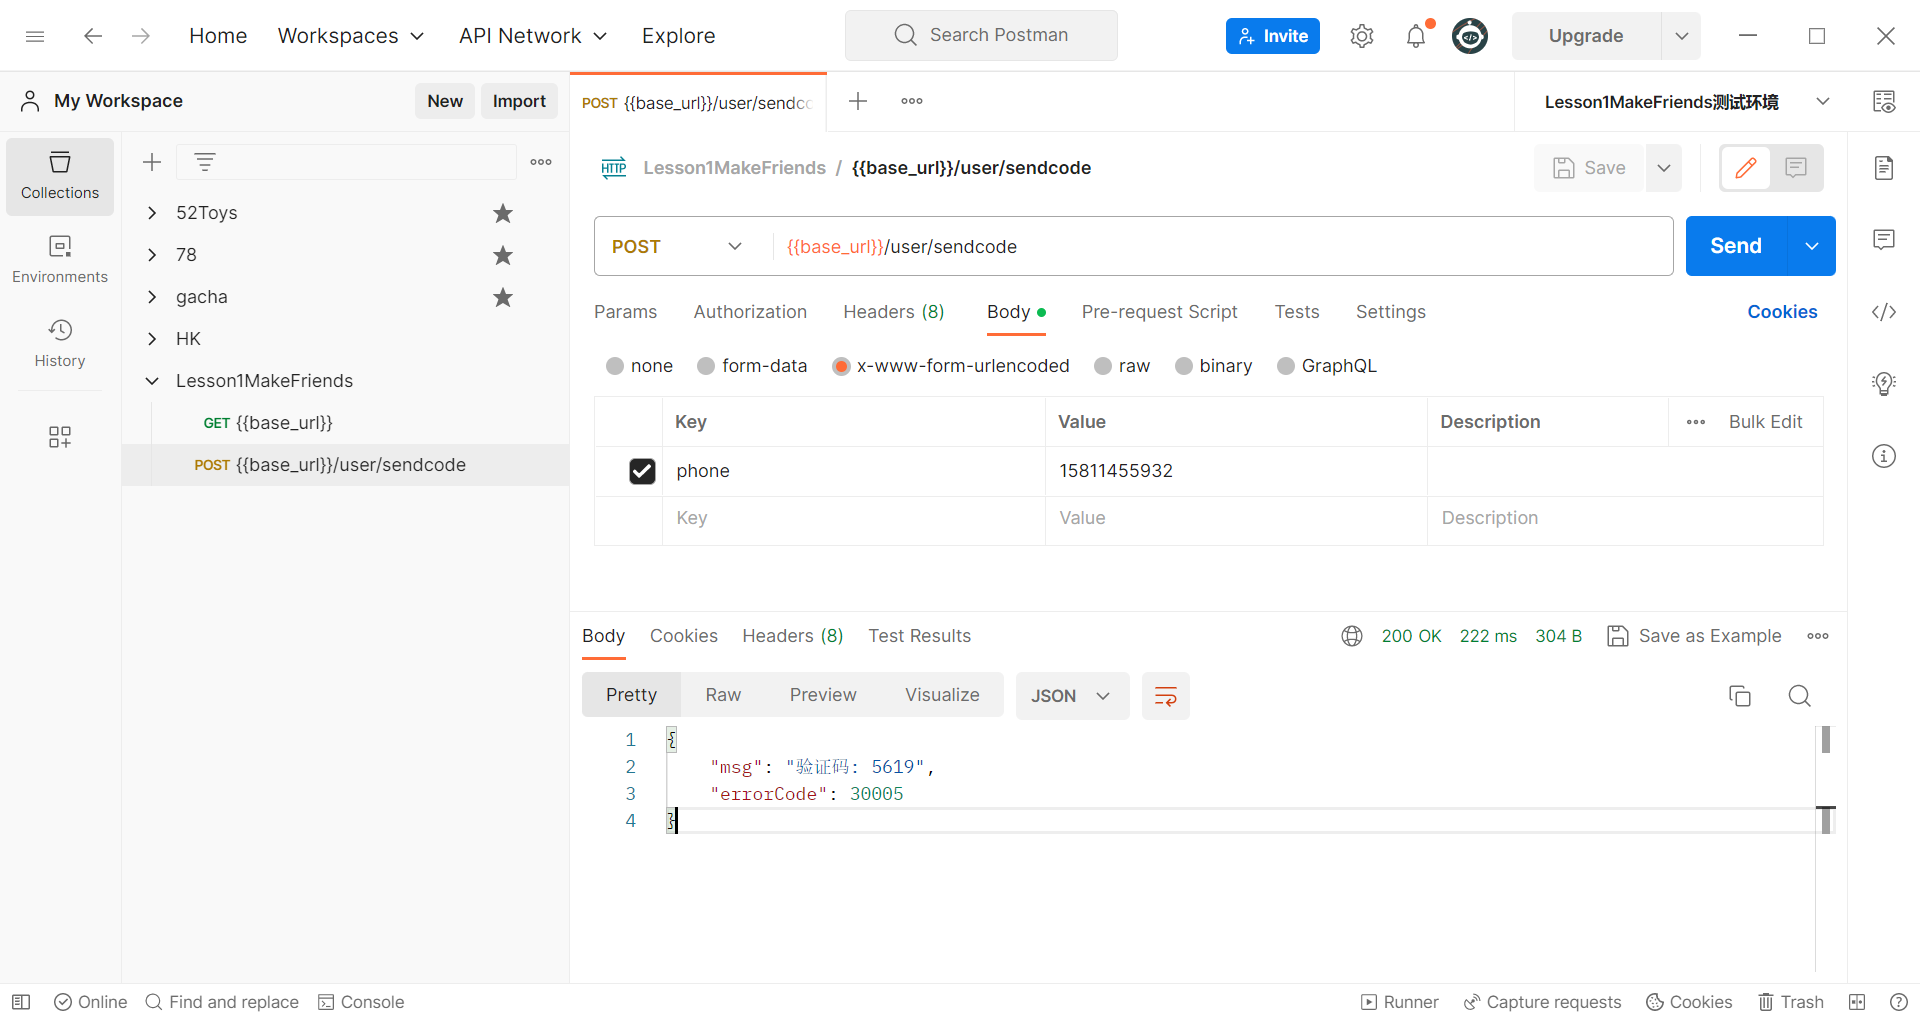 Home Workspaces API Network Explore Search Postman Invite Upgrade
My Workspace New Import
POST {{base_url}}/user/sendcc
Lesson1MakeFriends测试环境
Collections
Environments
History
52Toys
78
gacha
HK
Lesson1MakeFriends
GET {{base_url}}
POST {{base_url}}/user/sendcode
HTTP Lesson1MakeFriends / {{base_url}}/user/sendcode Save
POST {{base_url}}/user/sendcode Send
Params Authorization Headers (8) Body Pre-request Script Tests Settings Cookies
none form-data x-www-form-urlencoded raw binary GraphQL
Key Value Description Bulk Edit
phone 15811455932
Key Value Description
Body Cookies Headers (8) Test Results 200 OK 222 ms 304 B Save as Example
Pretty Raw Preview Visualize JSON
1 {
2 "msg": "验证码: 5619",
3 "errorCode": 30005
4 }
Online Find and replace Console Runner Capture requests Cookies Trash